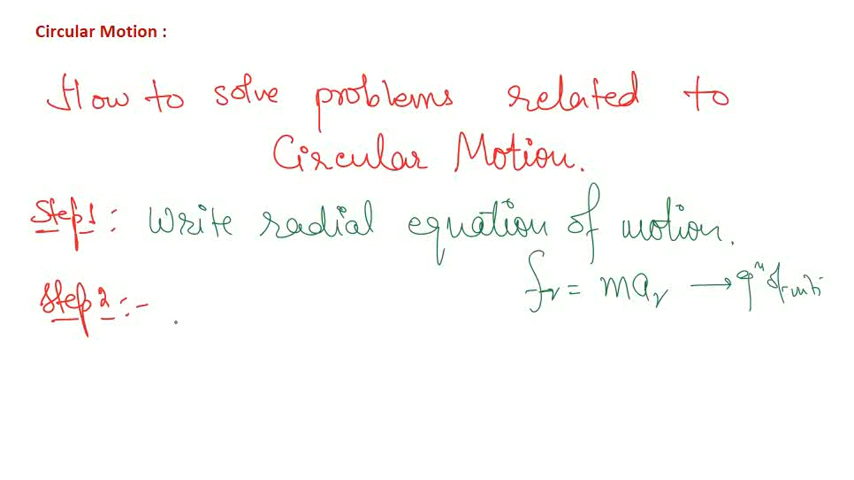 Circular Motion :
How to solve problems related to
Circular Motion.
Step 1 : Write radial equation of motion.
fr = mar →
Step 2 :-